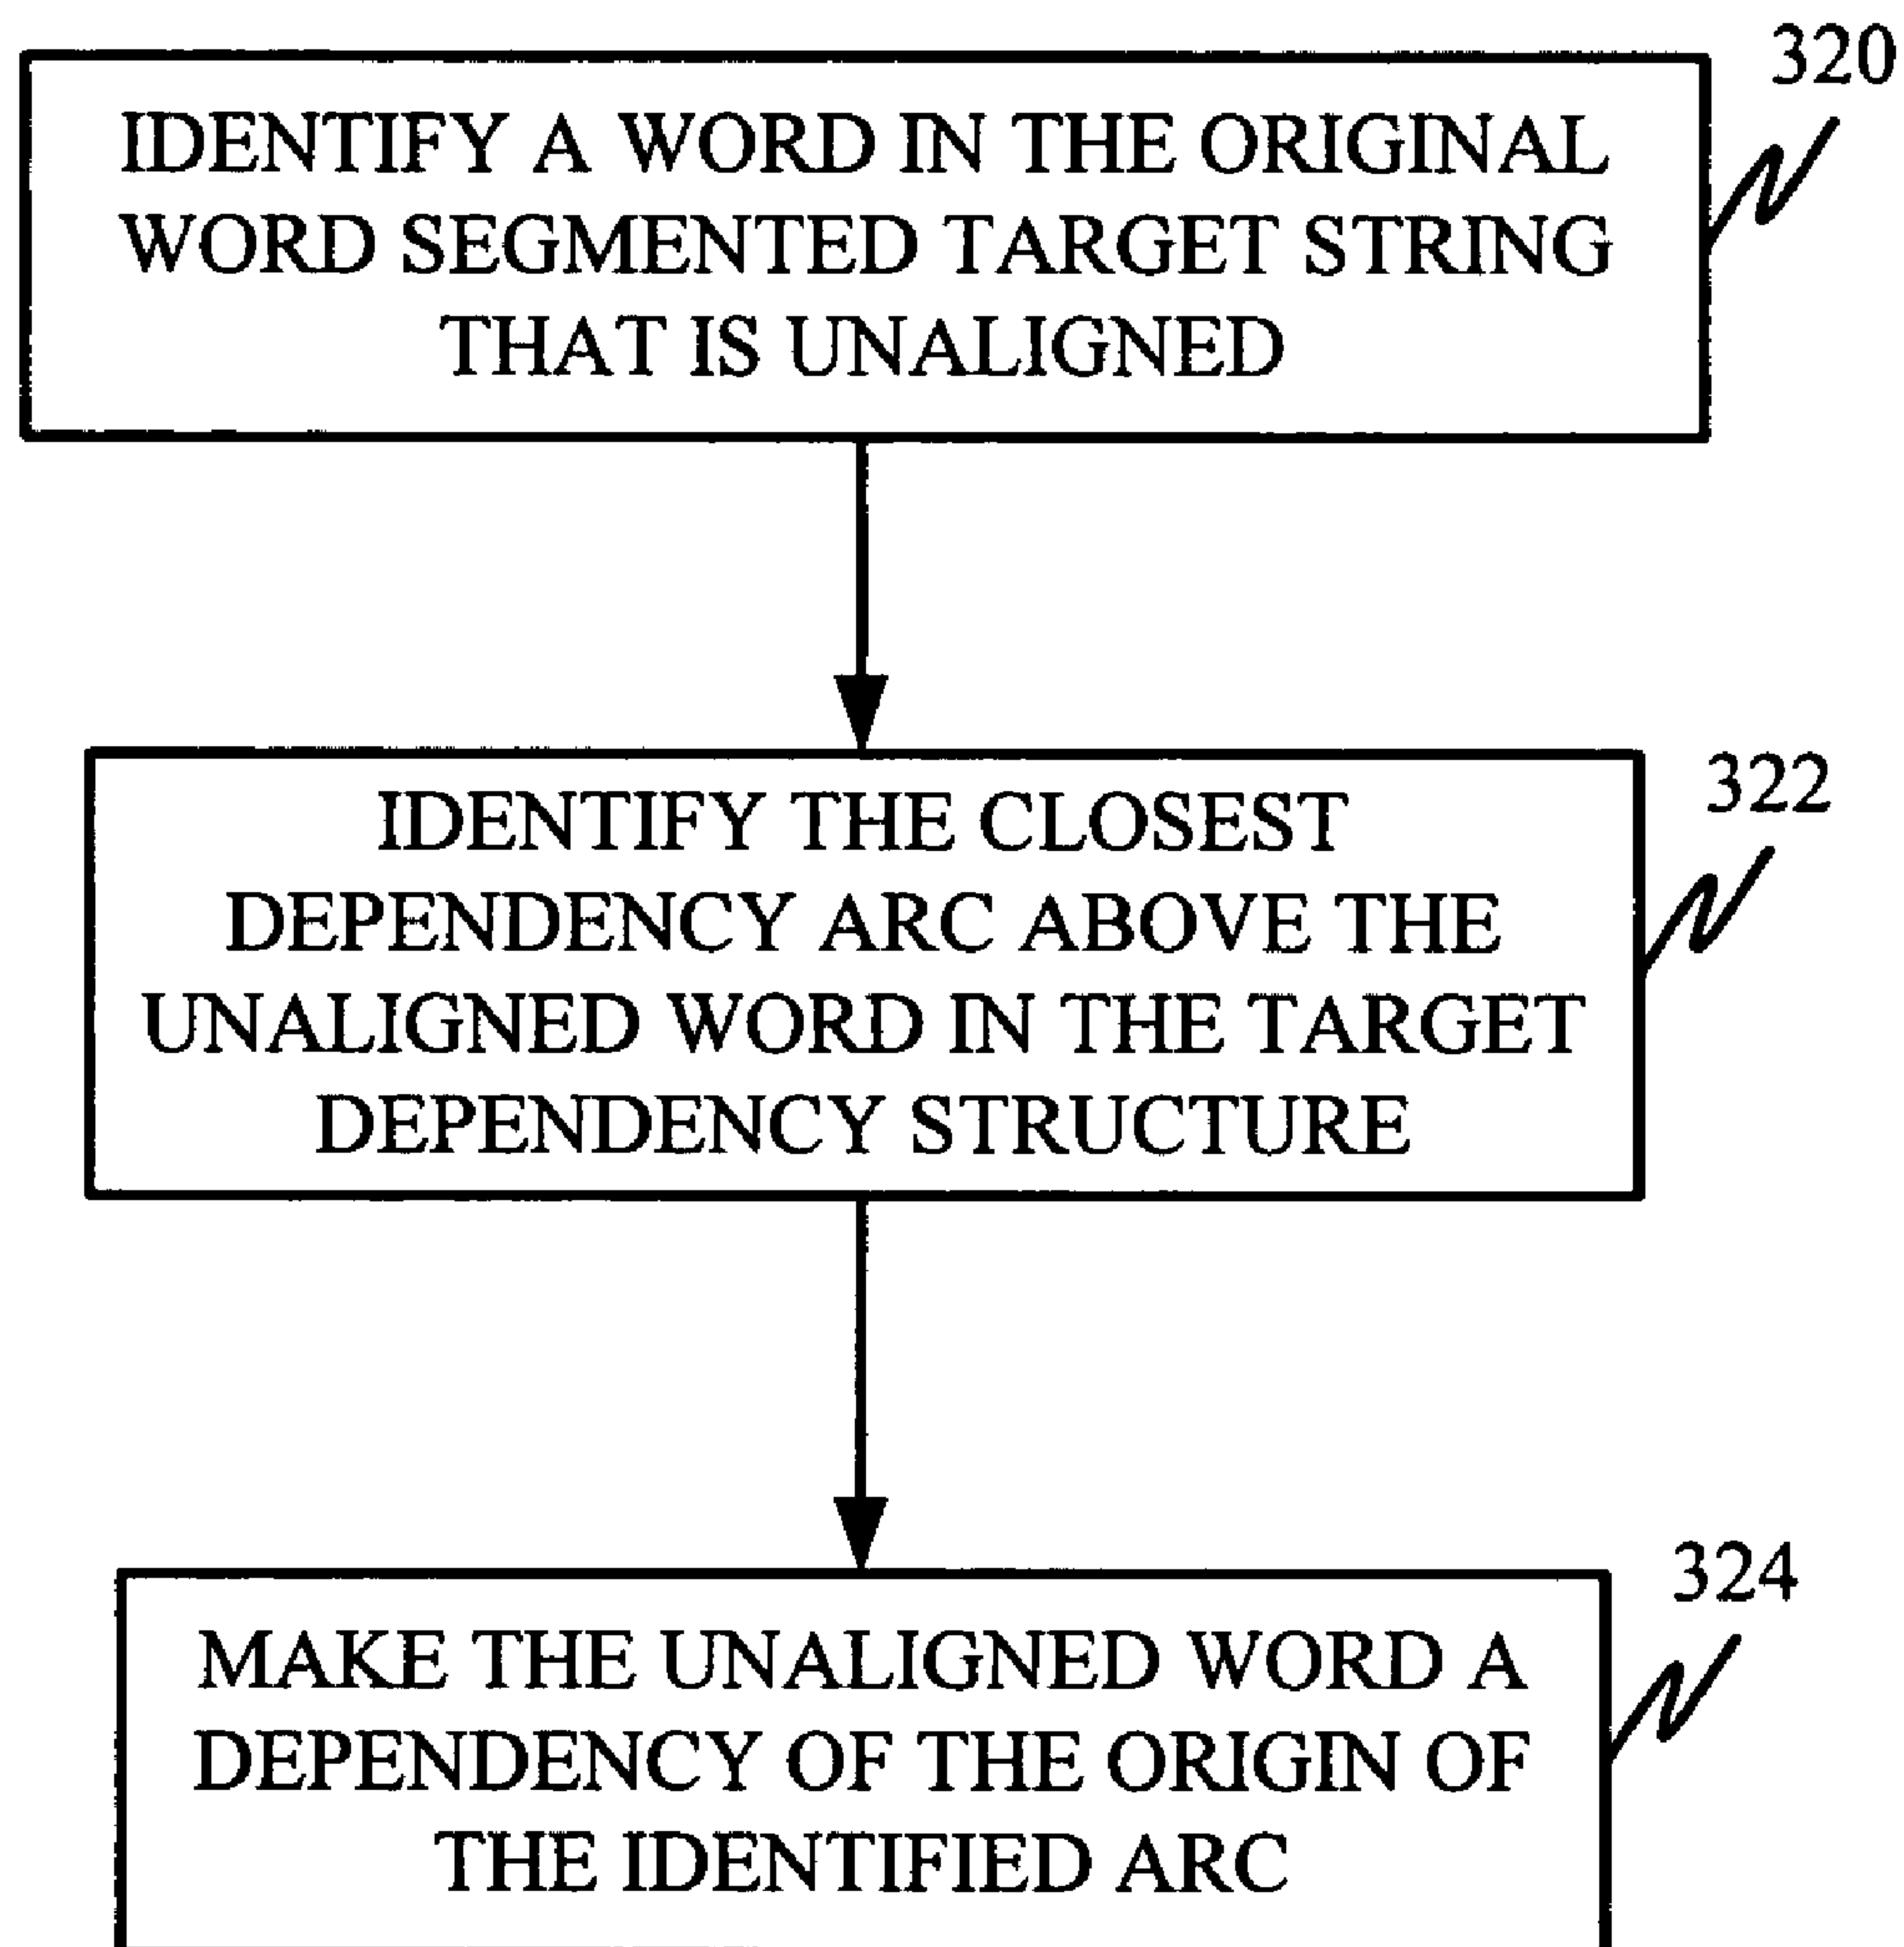 320
IDENTIFY A WORD IN THE ORIGINAL
WORD SEGMENTED TARGET STRING
THAT IS UNALIGNED
322
IDENTIFY THE CLOSEST
DEPENDENCY ARC ABOVE THE
UNALIGNED WORD IN THE TARGET
DEPENDENCY STRUCTURE
324
MAKE THE UNALIGNED WORD A
DEPENDENCY OF THE ORIGIN OF
THE IDENTIFIED ARC